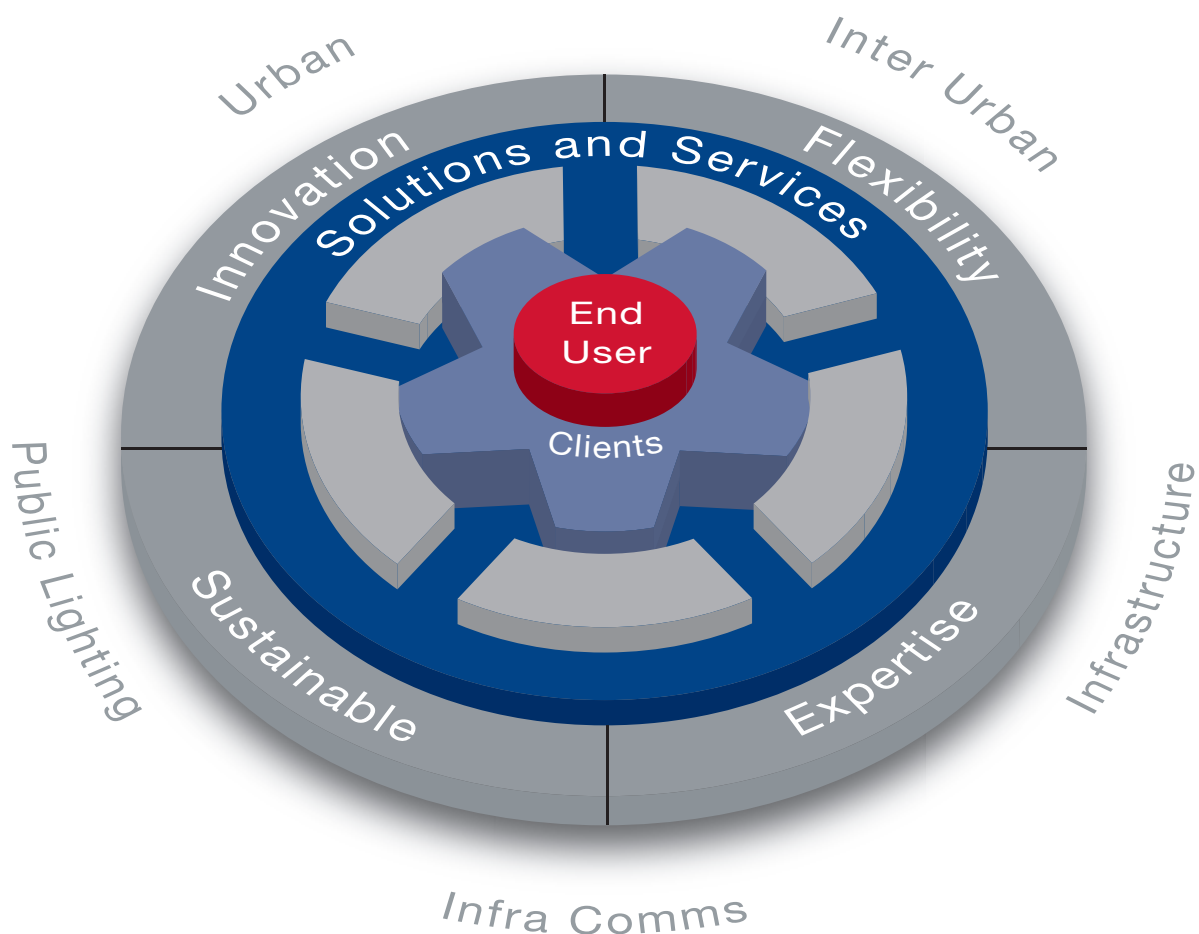 Urban
Inter Urban
Innovation
Solutions and Services
Flexibility
End
User
Clients
Public Lighting
Infrastructure
Sustainable
Expertise
Infra Comms